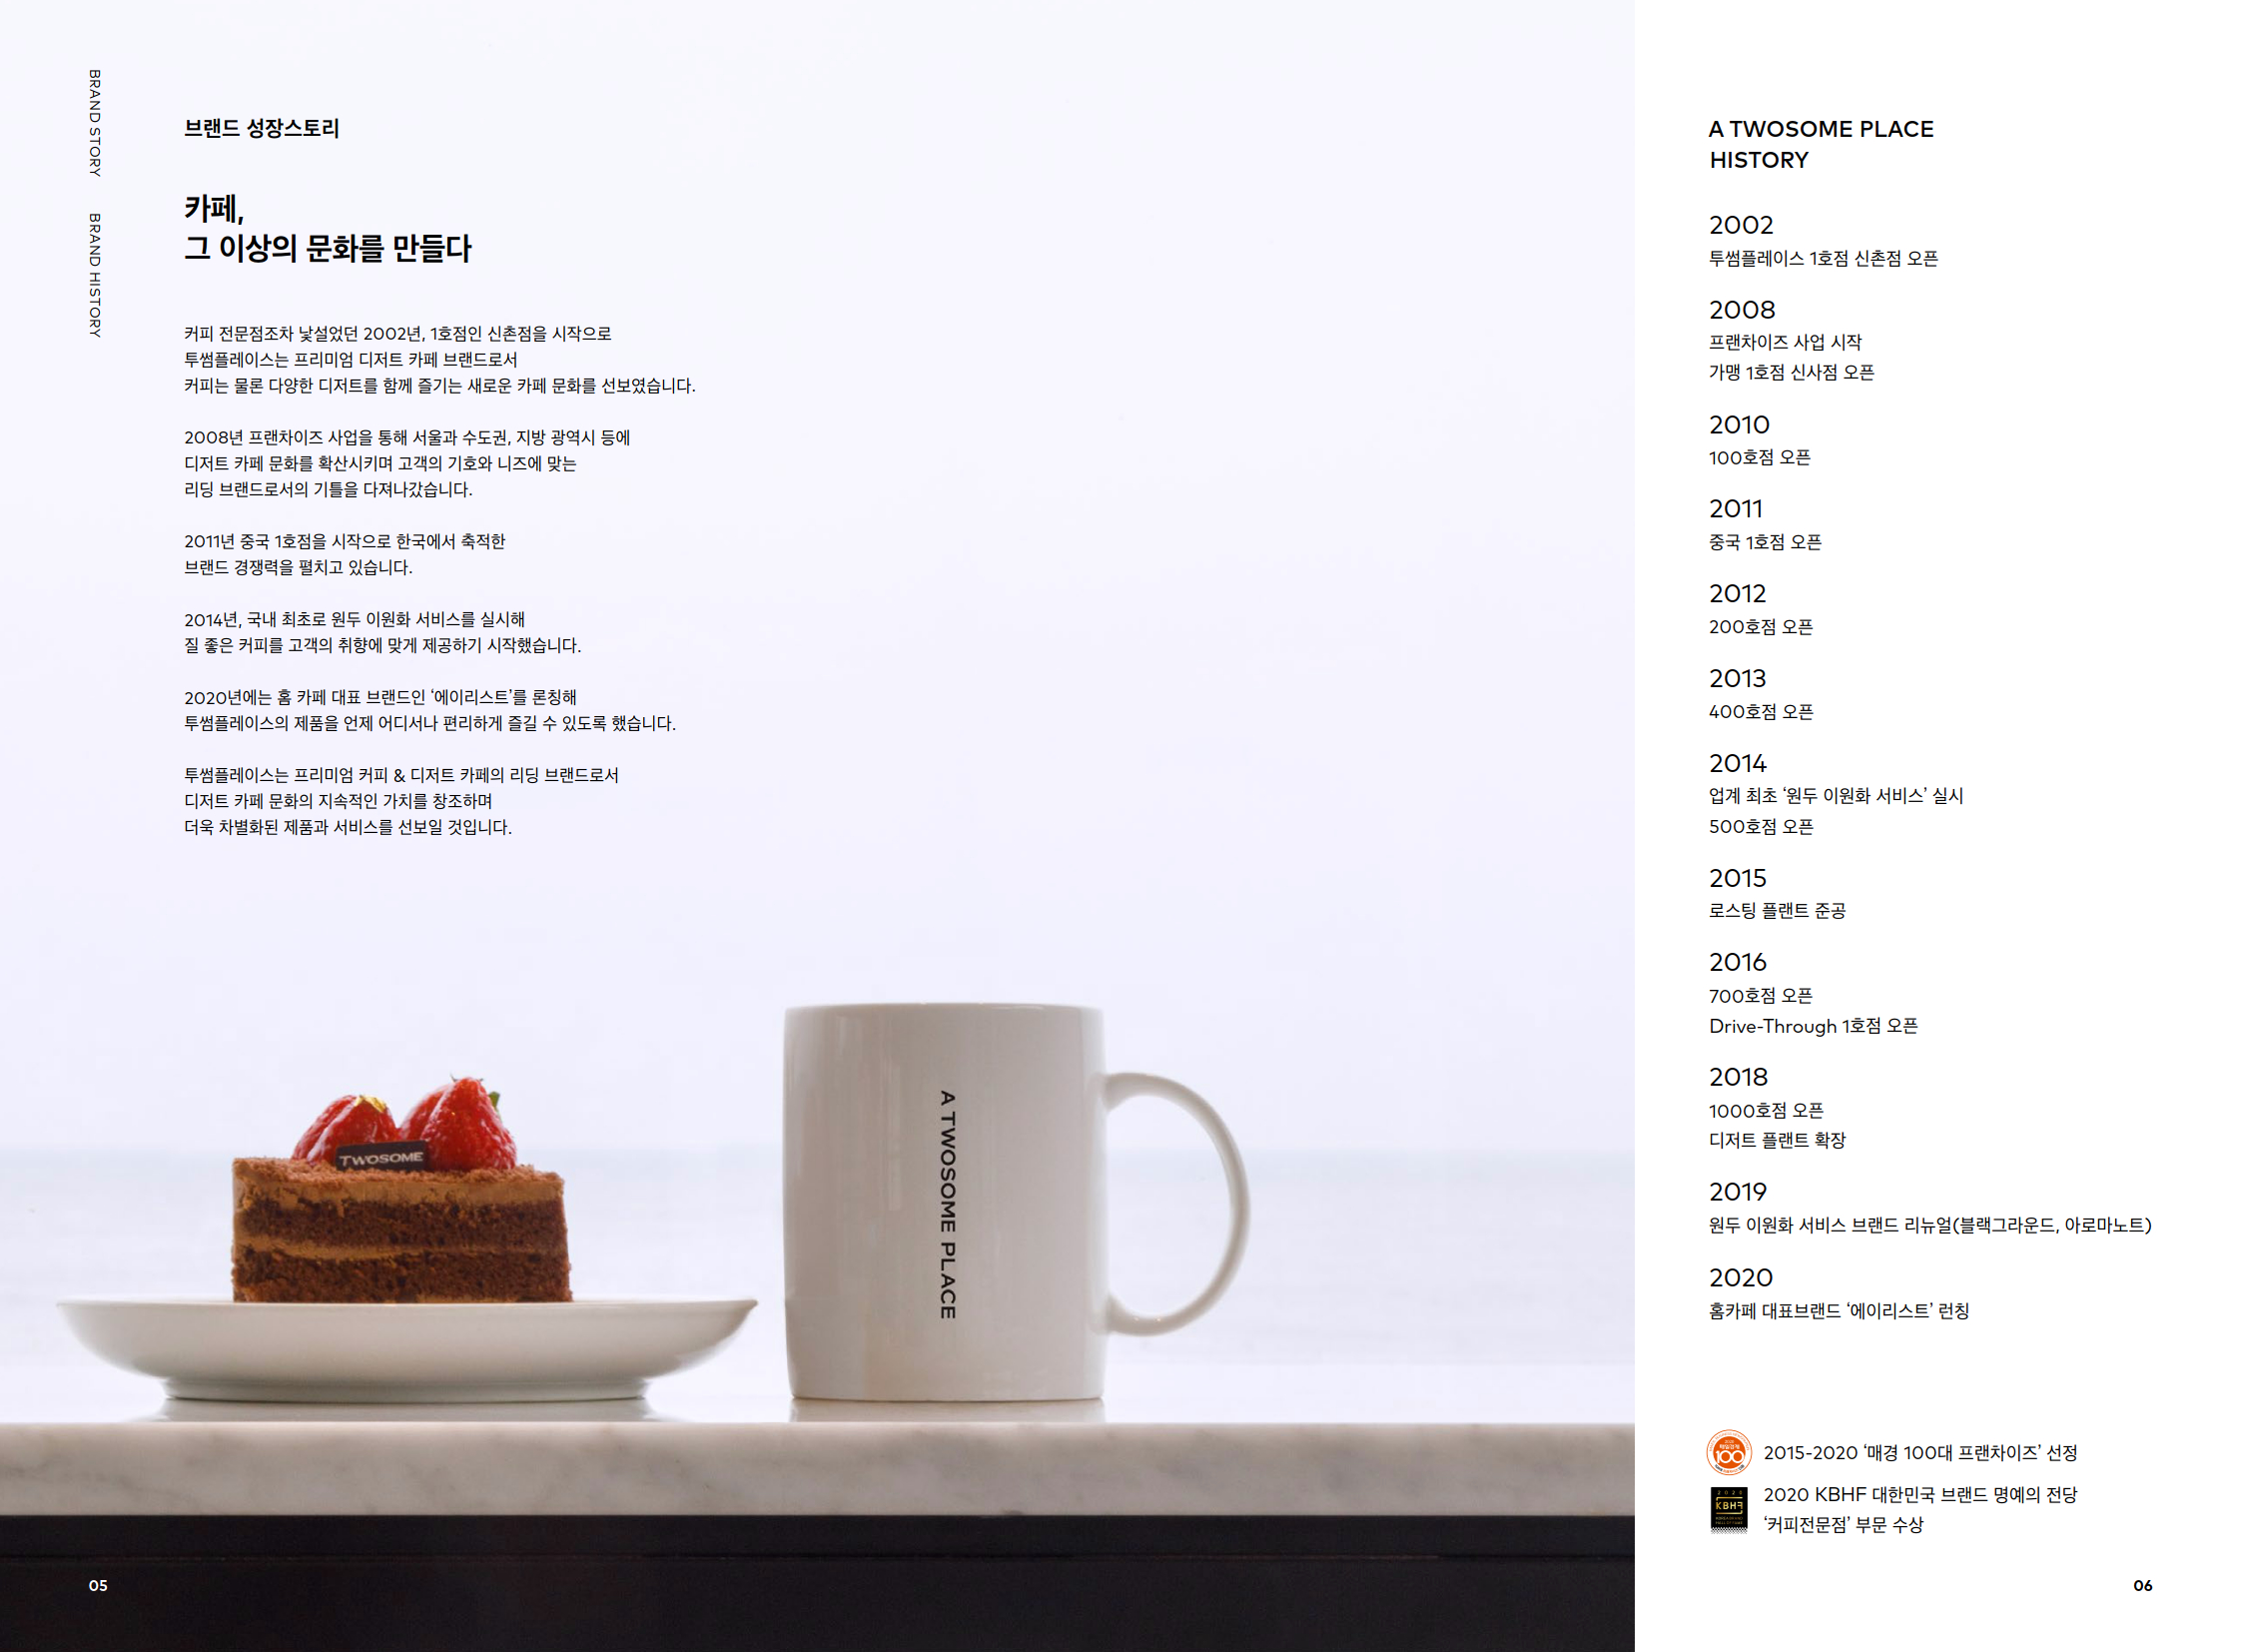 BRAND STORY
BRAND HISTORY
브랜드 성장스토리
카페,
그 이상의 문화를 만들다
커피 전문점조차 낯설었던 2002년, 1호점인 신촌점을 시작으로
투썸플레이스는 프리미엄 디저트 카페 브랜드로서
커피는 물론 다양한 디저트를 함께 즐기는 새로운 카페 문화를 선보였습니다.
2008년 프랜차이즈 사업을 통해 서울과 수도권, 지방 광역시 등에
디저트 카페 문화를 확산시키며 고객의 기호와 니즈에 맞는
리딩 브랜드로서의 기틀을 다져나갔습니다.
2011년 중국 1호점을 시작으로 한국에서 축적한
브랜드 경쟁력을 펼치고 있습니다.
2014년, 국내 최초로 원두 이원화 서비스를 실시해
질 좋은 커피를 고객의 취향에 맞게 제공하기 시작했습니다.
2020년에는 홈 카페 대표 브랜드인 ‘에이리스트’를 론칭해
투썸플레이스의 제품을 언제 어디서나 편리하게 즐길 수 있도록 했습니다.
투썸플레이스는 프리미엄 커피 & 디저트 카페의 리딩 브랜드로서
디저트 카페 문화의 지속적인 가치를 창조하며
더욱 차별화된 제품과 서비스를 선보일 것입니다.
TWOSOME
A TWOSOME PLACE
05
A TWOSOME PLACE
HISTORY
2002
투썸플레이스 1호점 신촌점 오픈
2008
프랜차이즈 사업 시작
가맹 1호점 신사점 오픈
2010
100호점 오픈
2011
중국 1호점 오픈
2012
200호점 오픈
2013
400호점 오픈
2014
업계 최초 ‘원두 이원화 서비스’ 실시
500호점 오픈
2015
로스팅 플랜트 준공
2016
700호점 오픈
Drive-Through 1호점 오픈
2018
1000호점 오픈
디저트 플랜트 확장
2019
원두 이원화 서비스 브랜드 리뉴얼(블랙그라운드, 아로마노트)
2020
홈카페 대표브랜드 ‘에이리스트’ 런칭
100
2015-2020 ‘매경 100대 프랜차이즈’ 선정
KBHF
2020 KBHF 대한민국 브랜드 명예의 전당
‘커피전문점’ 부문 수상
06